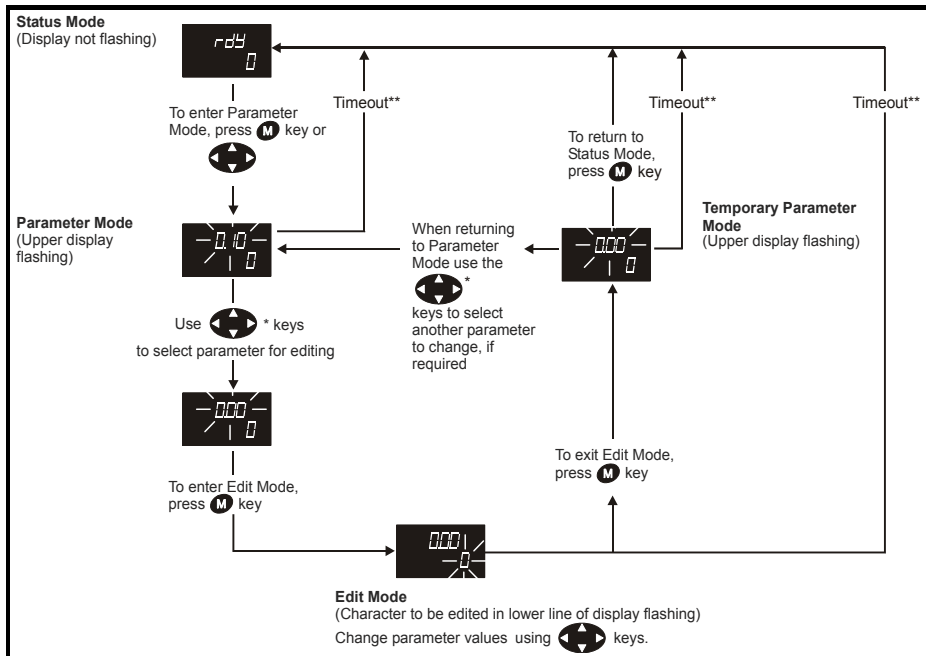 Status Mode
(Display not flashing)
rdY
0
Timeout**
Timeout**
Timeout**
To enter Parameter
Mode, press M key or
To return to
Status Mode,
press M key
Parameter Mode
(Upper display
flashing)
0.10
0
When returning
to Parameter
Mode use the
*
keys to select
another parameter
to change, if
required
0.00
0
Temporary Parameter
Mode
(Upper display flashing)
Use * keys
to select parameter for editing
0.00
0
To enter Edit Mode,
press M key
To exit Edit Mode,
press M key
0.00
0
Edit Mode
(Character to be edited in lower line of display flashing)
Change parameter values using keys.